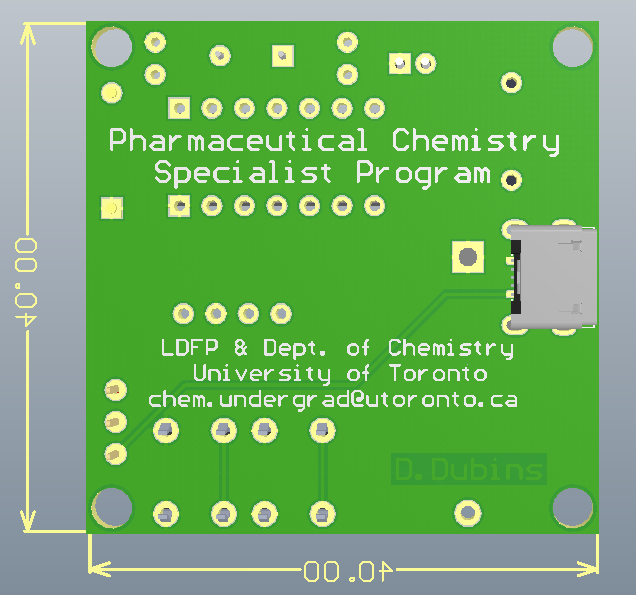 Pharmaceutical Chemistry
Specialist Program
40.00
LDFP & Dept. of Chemistry
University of Toronto
chem.undergrad@utoronto.ca
D.Dubins
40.00